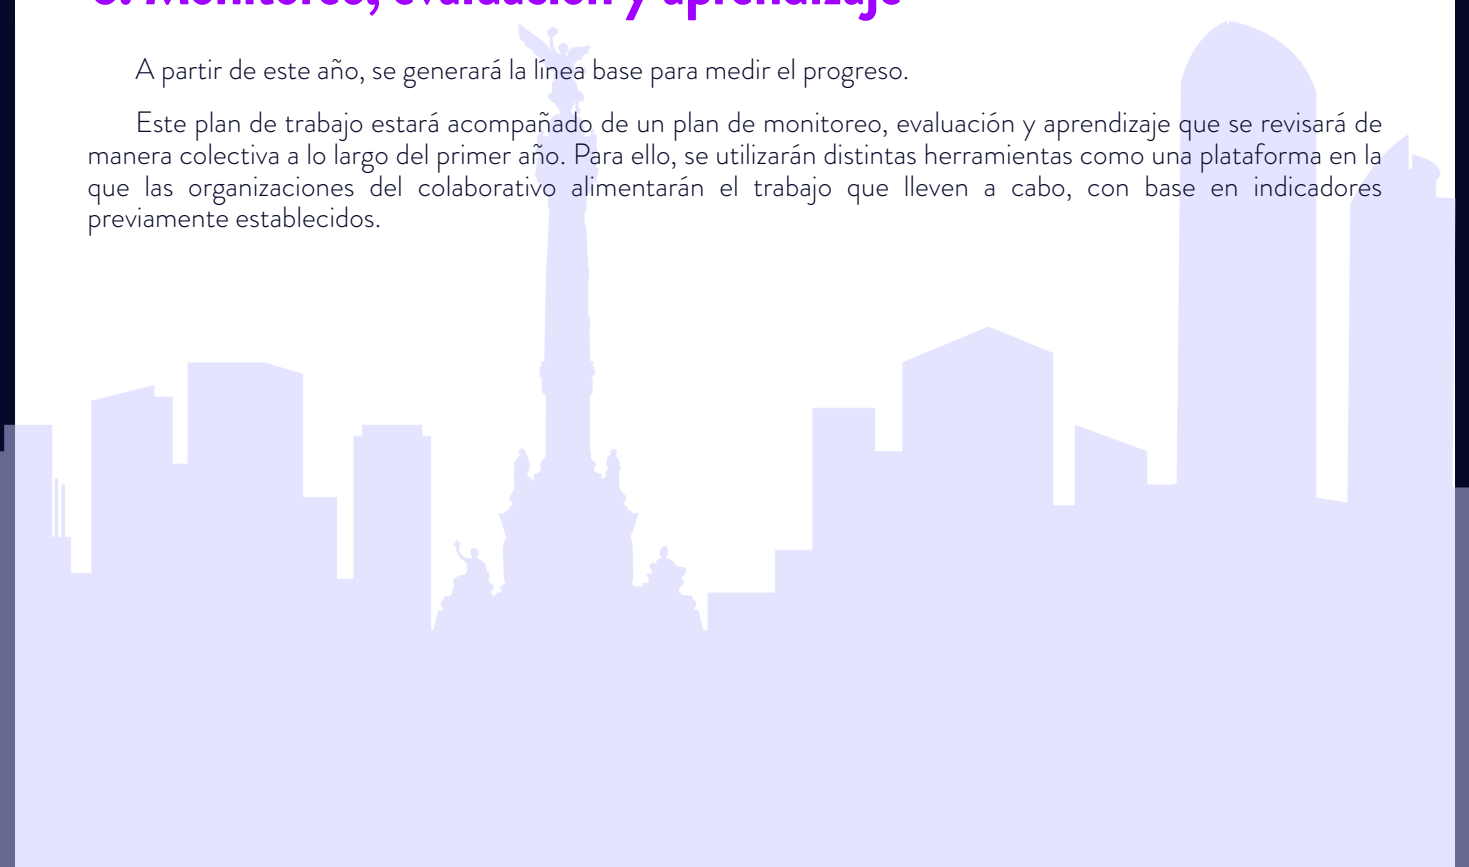 Monitoreo, evaluación y aprendizaje
A partir de este año, se generará la línea base para medir el progreso.
Este plan de trabajo estará acompañado de un plan de monitoreo, evaluación y aprendizaje que se revisará de
manera colectiva a lo largo del primer año. Para ello, se utilizarán distintas herramientas como una plataforma en la
que las organizaciones del colaborativo alimentarán el trabajo que lleven a cabo, con base en indicadores
previamente establecidos.